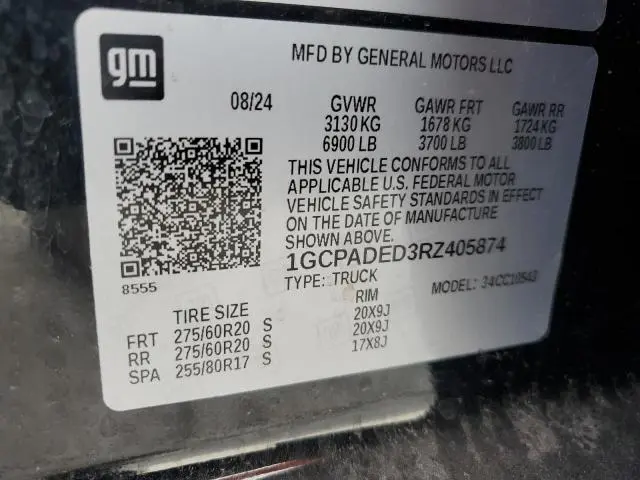 gm
MFD BY GENERAL MOTORS LLC
08/24 GVWR GAWR FRT GAWR RR
3130 KG 1678 KG 1724 KG
6900 LB 3700 LB 3800 LB
THIS VEHICLE CONFORMS TO ALL
APPLICABLE U.S. FEDERAL MOTOR
VEHICLE SAFETY STANDARDS IN EFFECT
ON THE DATE OF MANUFACTURE
SHOWN ABOVE.
1GCPADED3RZ405874
8555
TYPE: TRUCK MODEL: 34CC10543
TIRE SIZE RIM
FRT 275/60R20 S 20X9J
RR 275/60R20 S 20X9J
SPA 255/80R17 S 17X8J